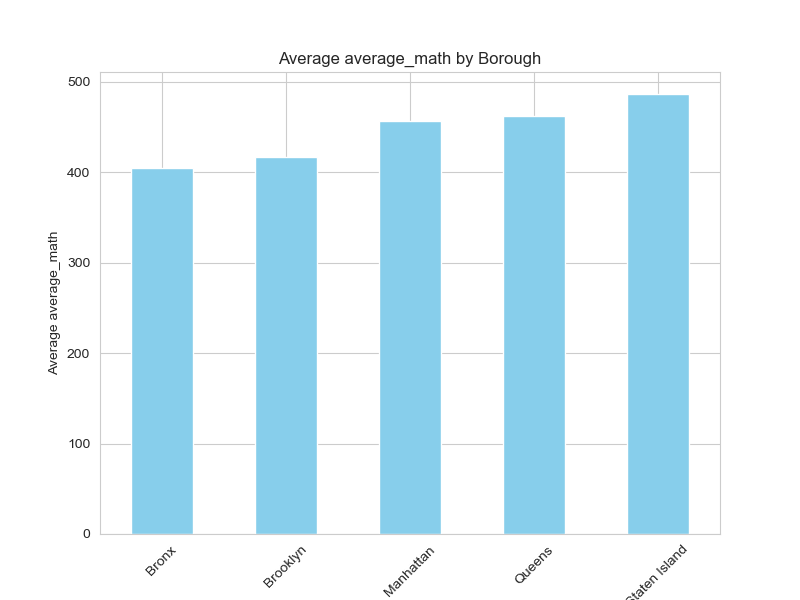 Average average_math by Borough
Average average_math
500
400
300
200
100
0
Bronx
Brooklyn
Manhattan
Queens
Staten Island